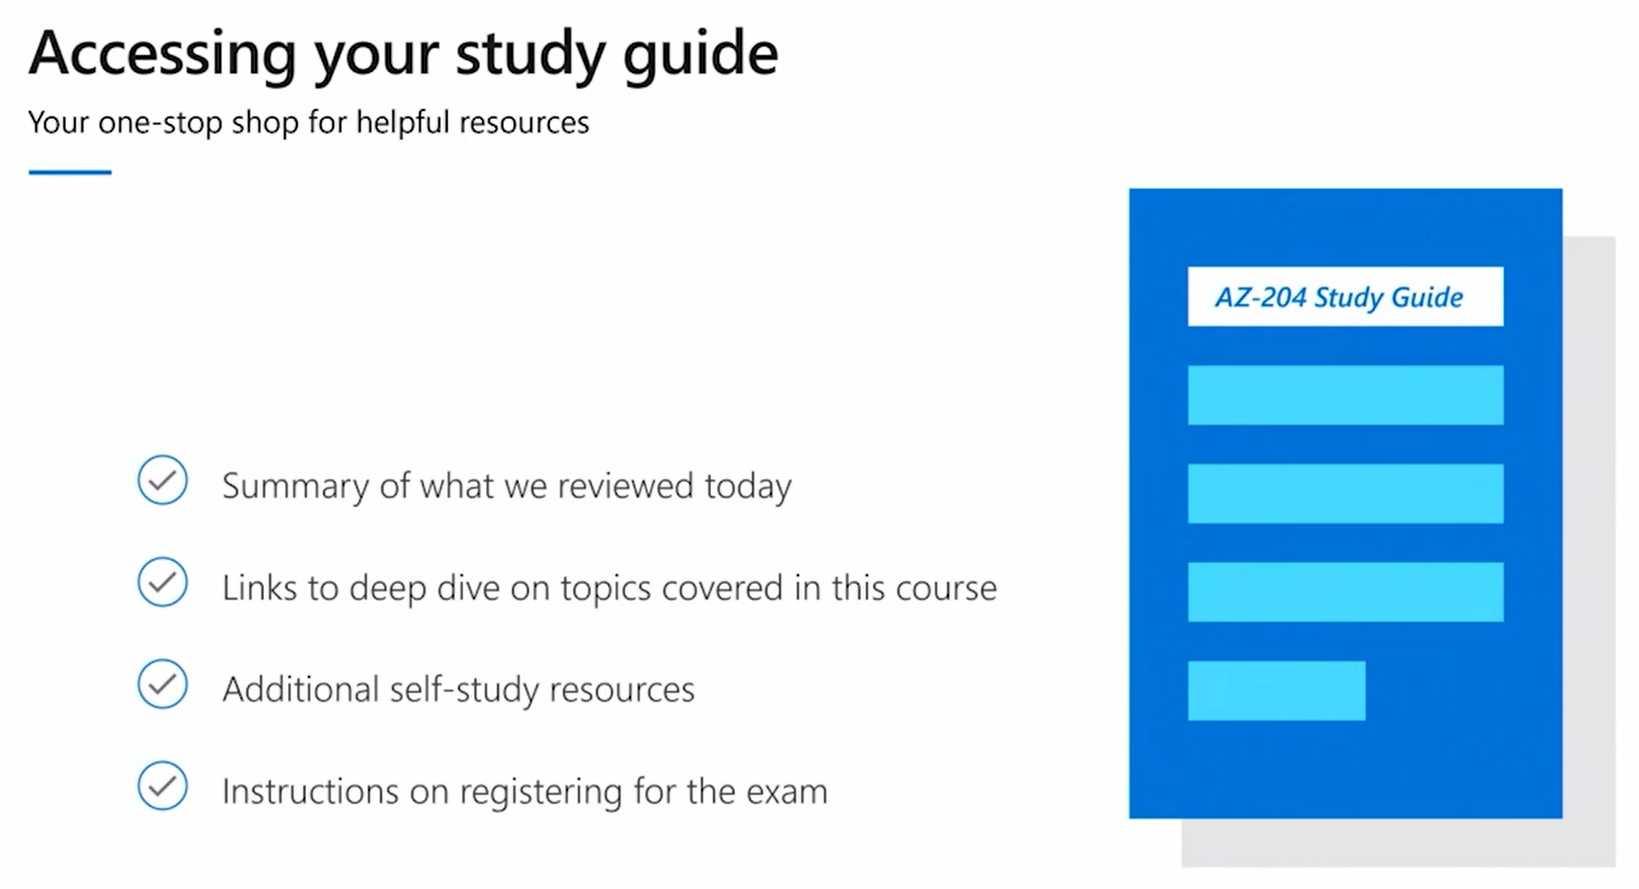 Accessing your study guide
Your one-stop shop for helpful resources
Summary of what we reviewed today
Links to deep dive on topics covered in this course
Additional self-study resources
Instructions on registering for the exam
AZ-204 Study Guide